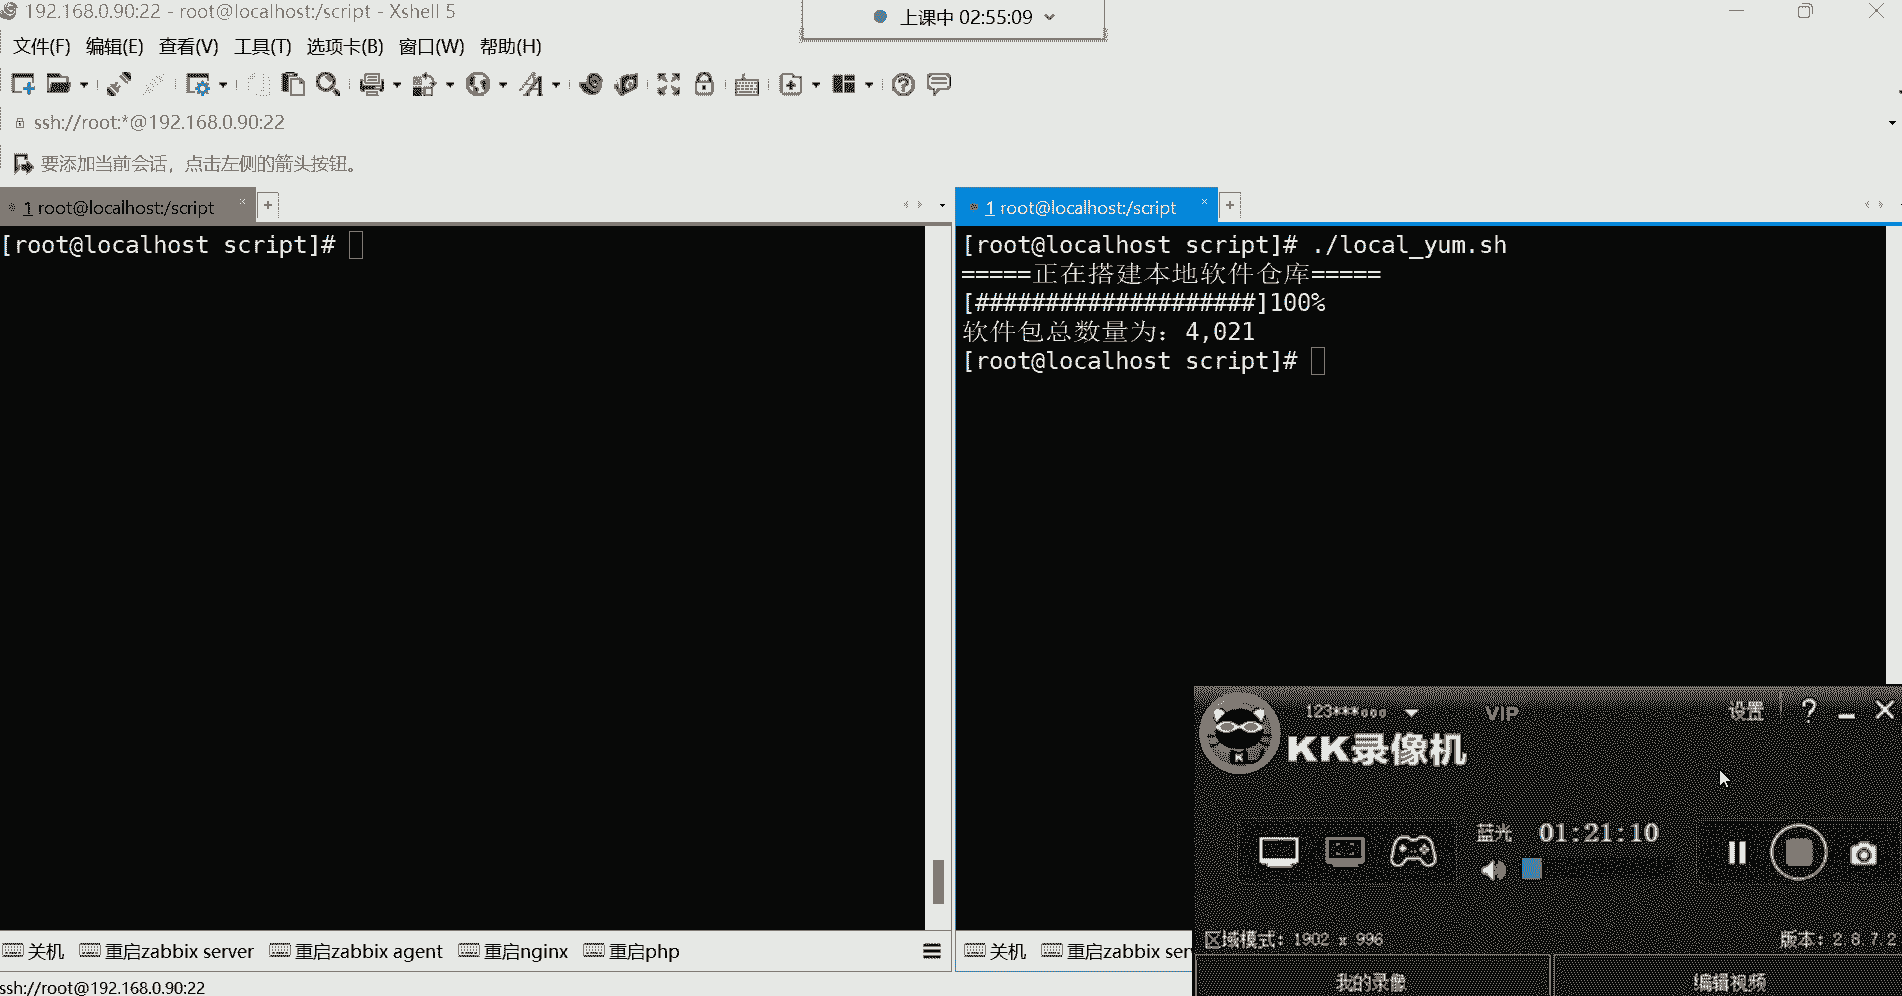 192.168.0.90:22 - root@localhost:/script - Xshell 5
上课中 02:55:09
文件(F) 编辑(E) 查看(V) 工具(T) 选项卡(B) 窗口(W) 帮助(H)
ssh://root:*@192.168.0.90:22
要添加当前会话，点击左侧的箭头按钮。
1 root@localhost:/script
[root@localhost script]#
1 root@localhost:/script
[root@localhost script]# ./local_yum.sh
=====正在搭建本地软件仓库=====
[####################]100%
软件包总数量为：4,021
[root@localhost script]#
123***ooo VIP 设置
KK录像机
蓝光 01:21:10
区域模式：1902 x 996 版本：2.8.7.2
我的录像 编辑视频
关机 重启zabbix server 重启zabbix agent 重启nginx 重启php
关机 重启zabbix ser
ssh://root@192.168.0.90:22